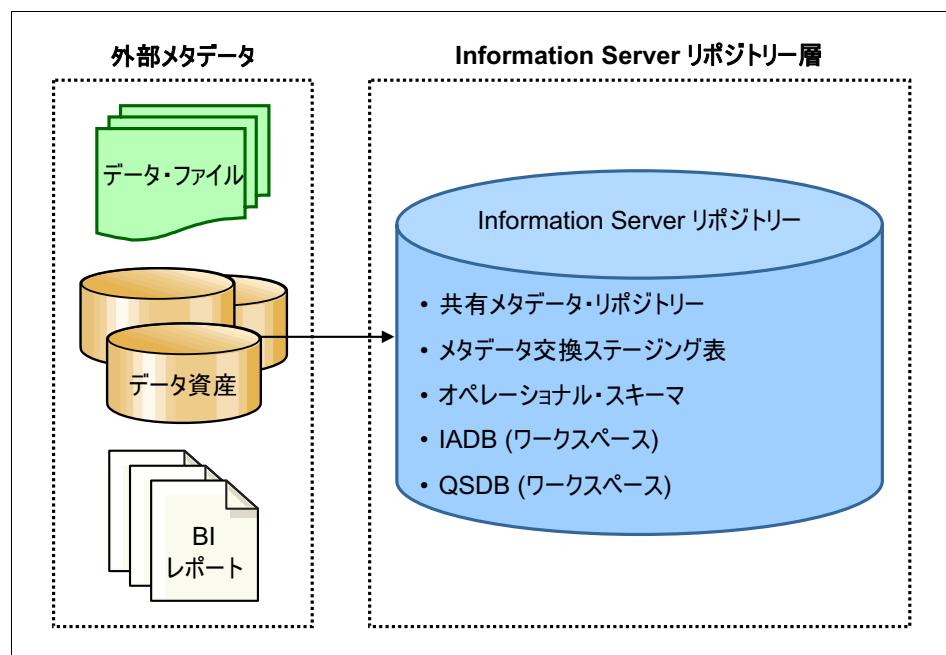 外部メタデータ
データ・ファイル
データ資産
BI
レポート
Information Server リポジトリー層
Information Server リポジトリー
• 共有メタデータ・リポジトリー
• メタデータ交換ステージング表
• オペレーショナル・スキーマ
• IADB (ワークスペース)
• QSDB (ワークスペース)